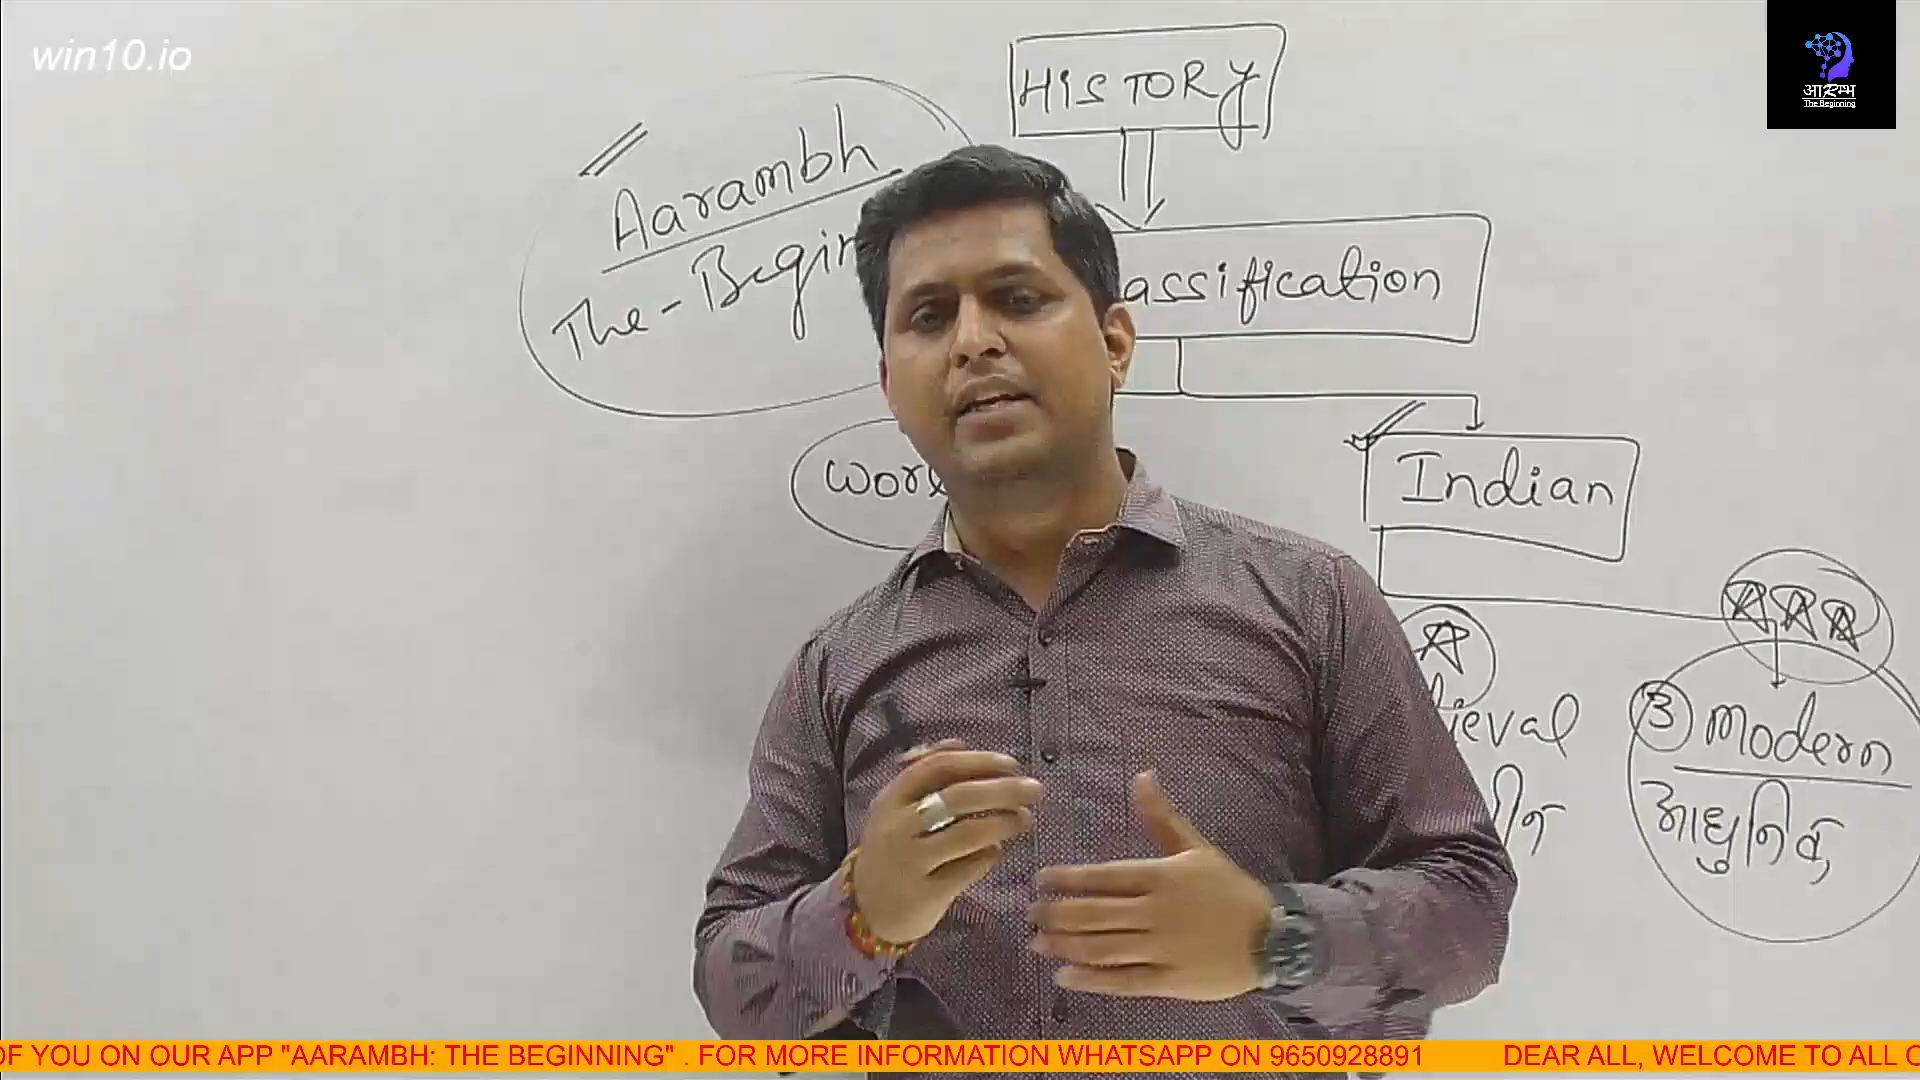 win10.io
आरम्भ
The Beginning
HISTORY
Aarambh
The-Begin
assification
Wor
Indian
ieval
3 Modern
आधुनिक
OF YOU ON OUR APP "AARAMBH: THE BEGINNING" . FOR MORE INFORMATION WHATSAPP ON 9650928891 DEAR ALL, WELCOME TO ALL O